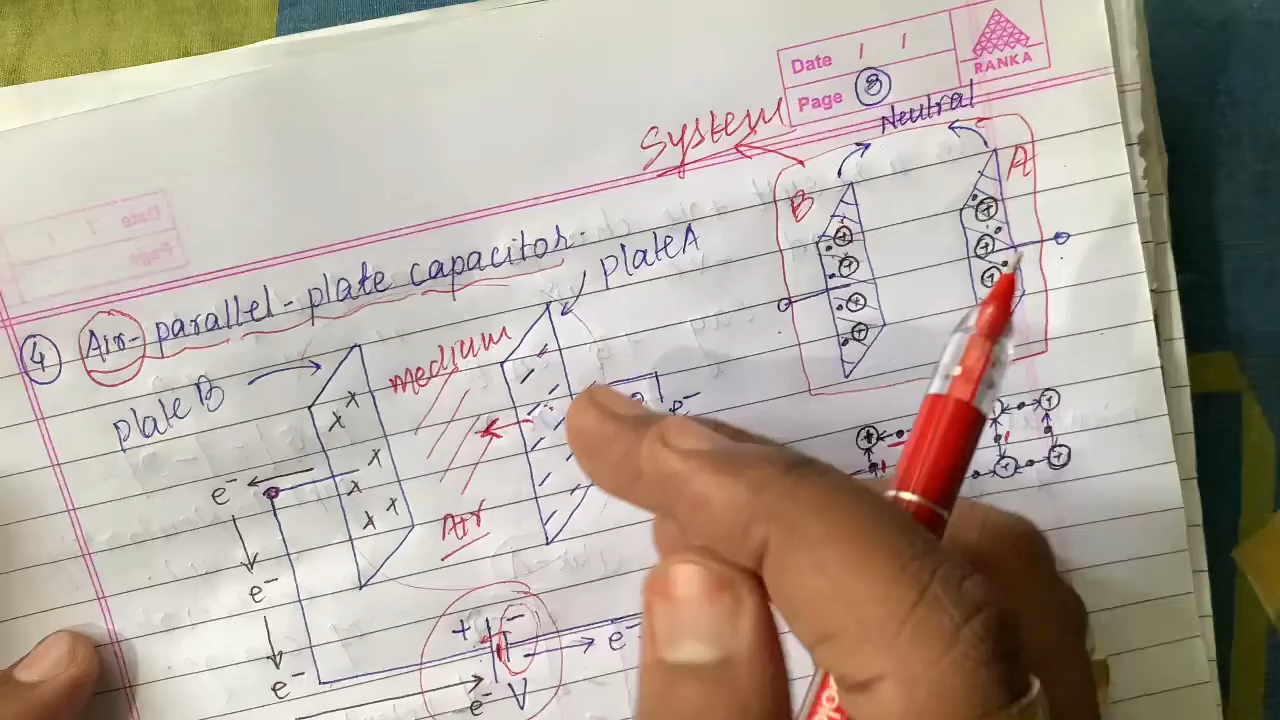 Date / /
RANKA
Page 8
System
Neutral
B
A
4 Air-parallel-plate capacitor.
plate A
plate B
medium
Air
e-
e-
e-
e-
+ -
e-
e-
V